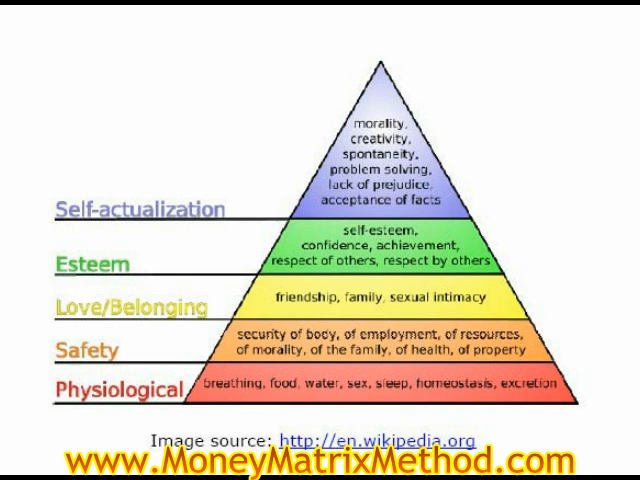 morality,
creativity,
spontaneity,
problem solving,
lack of prejudice,
acceptance of facts
Self-actualization
self-esteem,
confidence, achievement,
respect of others, respect by others
Esteem
friendship, family, sexual intimacy
Love/Belonging
security of body, of employment, of resources,
of morality, of the family, of health, of property
Safety
breathing, food, water, sex, sleep, homeostasis, excretion
Physiological
Image source: http://en.wikipedia.org
www.MoneyMatrixMethod.com